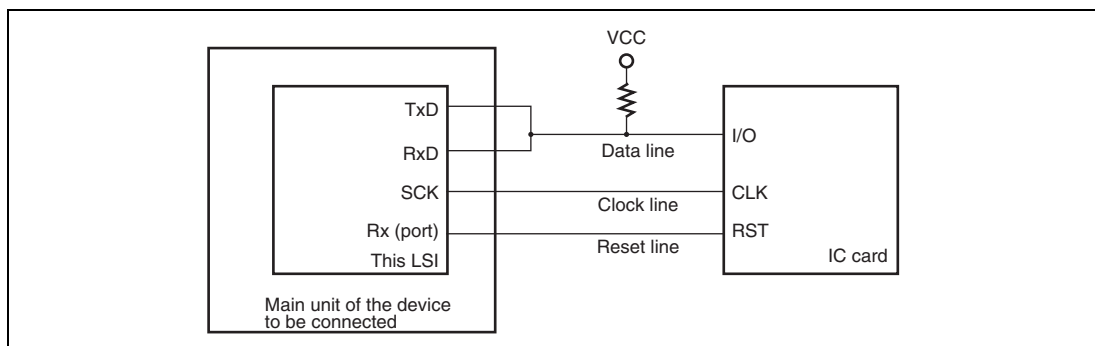 VCC
TxD
RxD
Data line
I/O
SCK
Clock line
CLK
Rx (port)
Reset line
RST
This LSI
IC card
Main unit of the device
to be connected